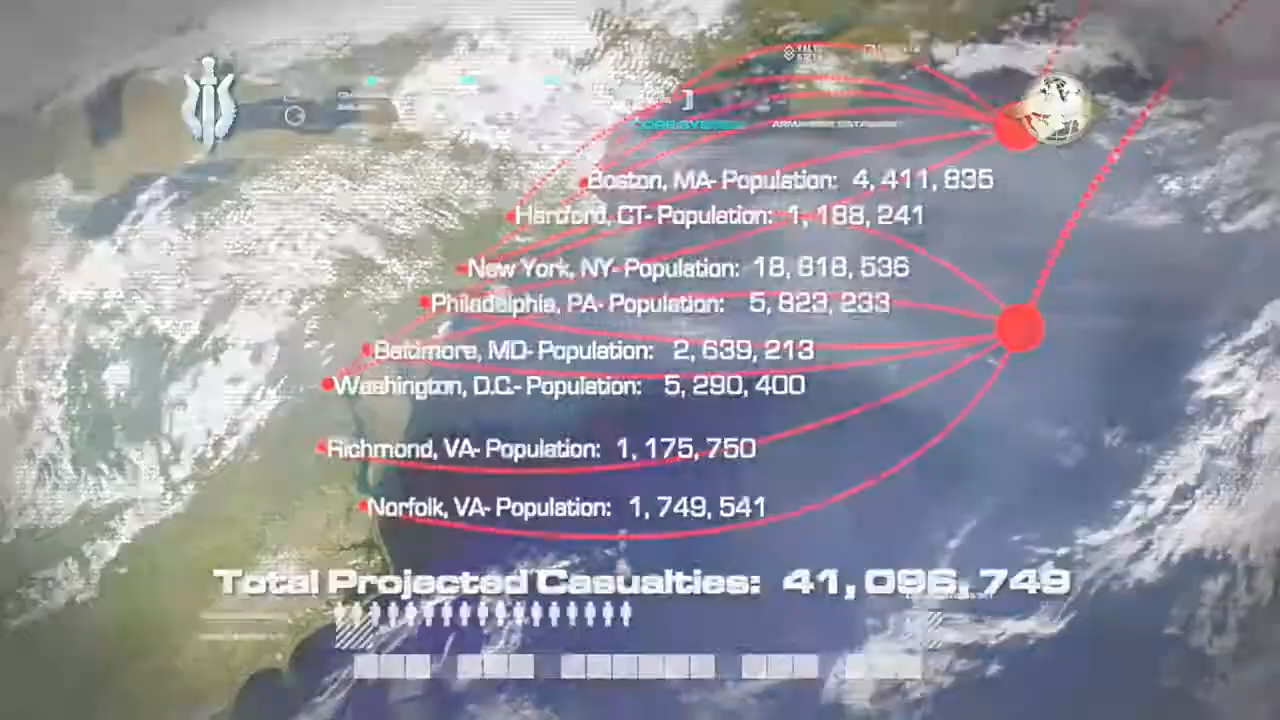 Boston, MA- Population: 4, 411, 835
Hartford, CT- Population: 1, 188, 241
New York, NY- Population: 18, 818, 536
Philadelphia, PA- Population: 5, 823, 233
Baltimore, MD- Population: 2, 639, 213
Washington, D.C.- Population: 5, 290, 400
Richmond, VA- Population: 1, 175, 750
Norfolk, VA- Population: 1, 749, 541
Total Projected Casualties: 41, 096, 749